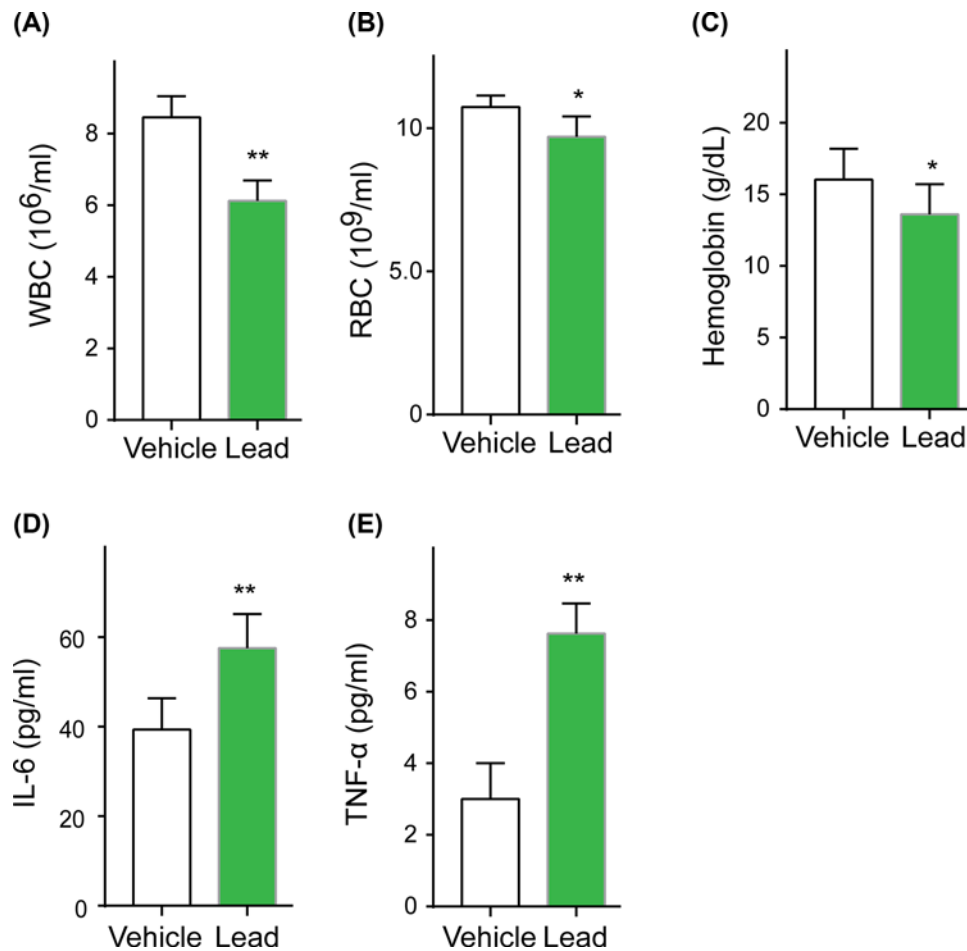 (A)
WBC (10⁶/ml)
8
6
4
2
0
**
Vehicle Lead
(B)
RBC (10⁹/ml)
10
5.0
0
*
Vehicle Lead
(C)
Hemoglobin (g/dL)
20
15
10
5
0
*
Vehicle Lead
(D)
IL-6 (pg/ml)
60
40
20
0
**
Vehicle Lead
(E)
TNF-α (pg/ml)
8
6
4
2
0
**
Vehicle Lead